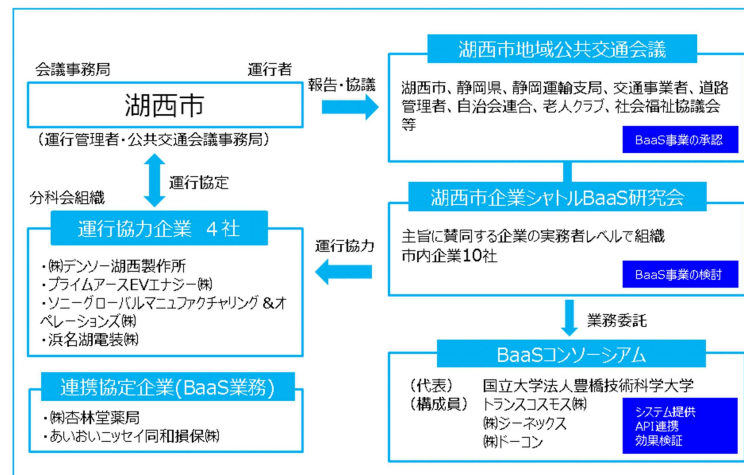 会議事務局
運行者
湖西市
(運行管理者・公共交通会議事務局)
報告・協議
湖西市地域公共交通会議
湖西市、静岡県、静岡運輸支局、交通事業者、道路
管理者、自治会連合、老人クラブ、社会福祉協議会
等
BaaS事業の承認
運行協定
分科会組織
運行協力企業 4社
・㈱デンソー湖西製作所
・プライムアースEVエナジー㈱
・ソニーグローバルマニュファクチャリング&オ
ペレーションズ㈱
・浜名湖電装㈱
運行協力
湖西市企業シャトルBaaS研究会
主旨に賛同する企業の実務者レベルで組織
市内企業10社
BaaS事業の検討
業務委託
連携協定企業(BaaS業務)
・㈱杏林堂薬局
・あいおいニッセイ同和損保㈱
BaaSコンソーシアム
(代表) 国立大学法人豊橋技術科学大学
(構成員) トランスコスモス㈱
㈱ジーネックス
㈱ドーコン
システム提供
API連携
効果検証